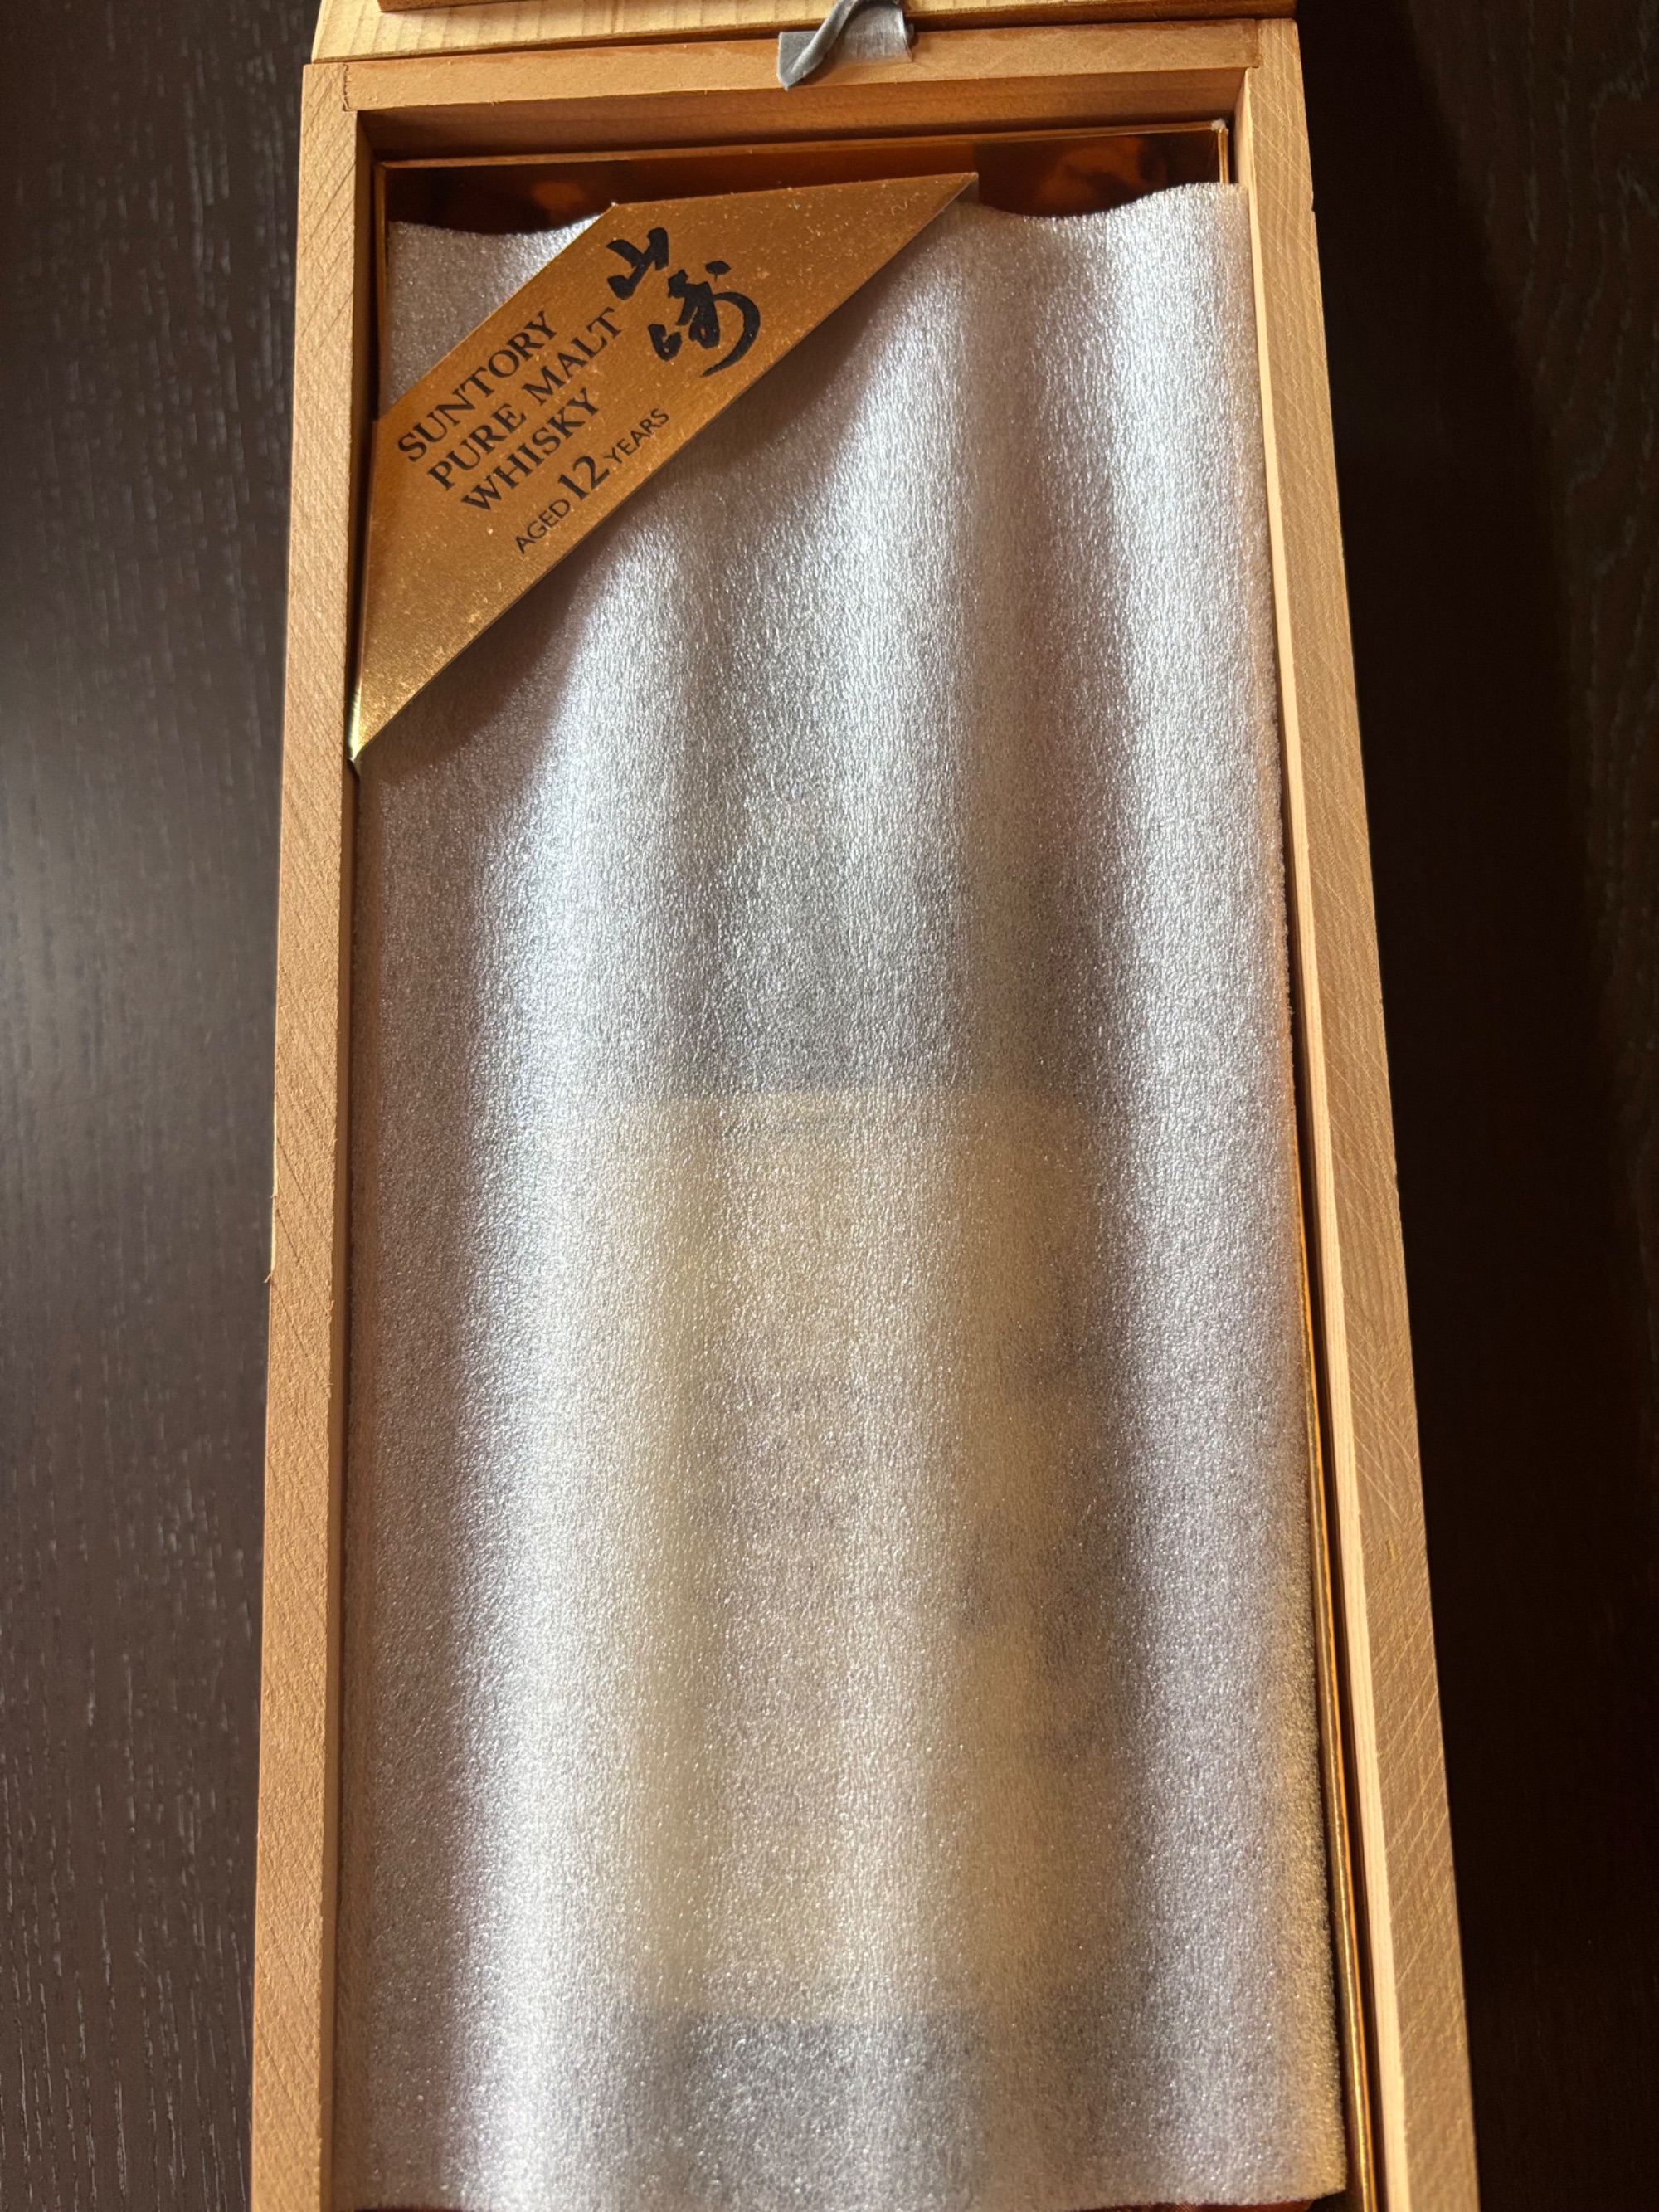 山崎
SUNTORY
PURE MALT
WHISKY
AGED 12 YEARS